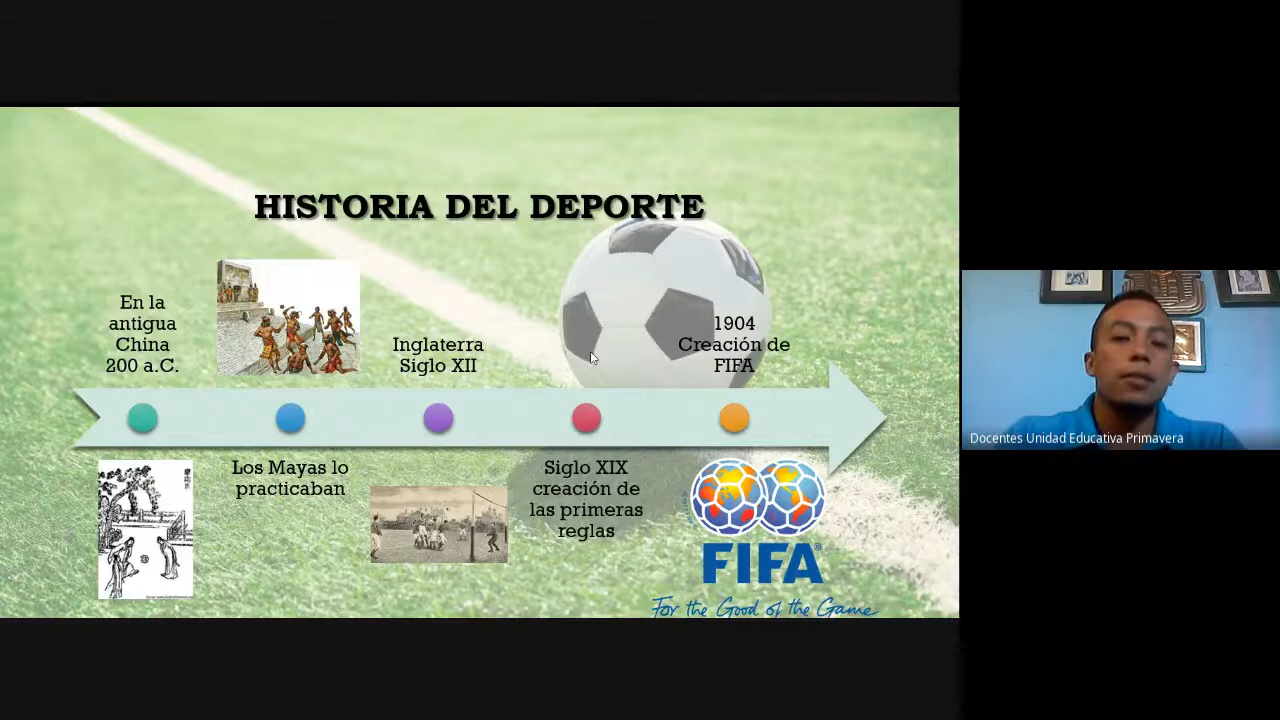 HISTORIA DEL DEPORTE
En la
antigua
China
200 a.C.
Los Mayas lo
practicaban
Inglaterra
Siglo XII
Siglo XIX
creación de
las primeras
reglas
1904
Creación de
FIFA
FIFA®
For the Good of the Game
Docentes Unidad Educativa Primavera